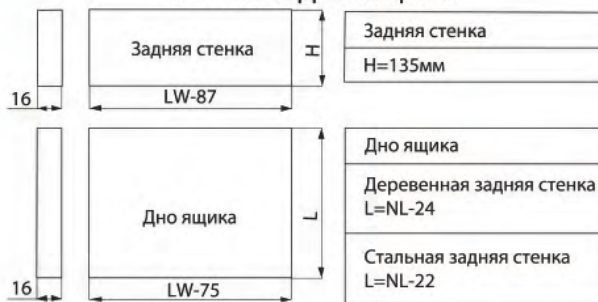 Задняя стенка
H
16
LW-87
Задняя стенка
H=135мм
Дно ящика
L
16
LW-75
Дно ящика
Деревенная задняя стенка
L=NL-24
Стальная задняя стенка
L=NL-22